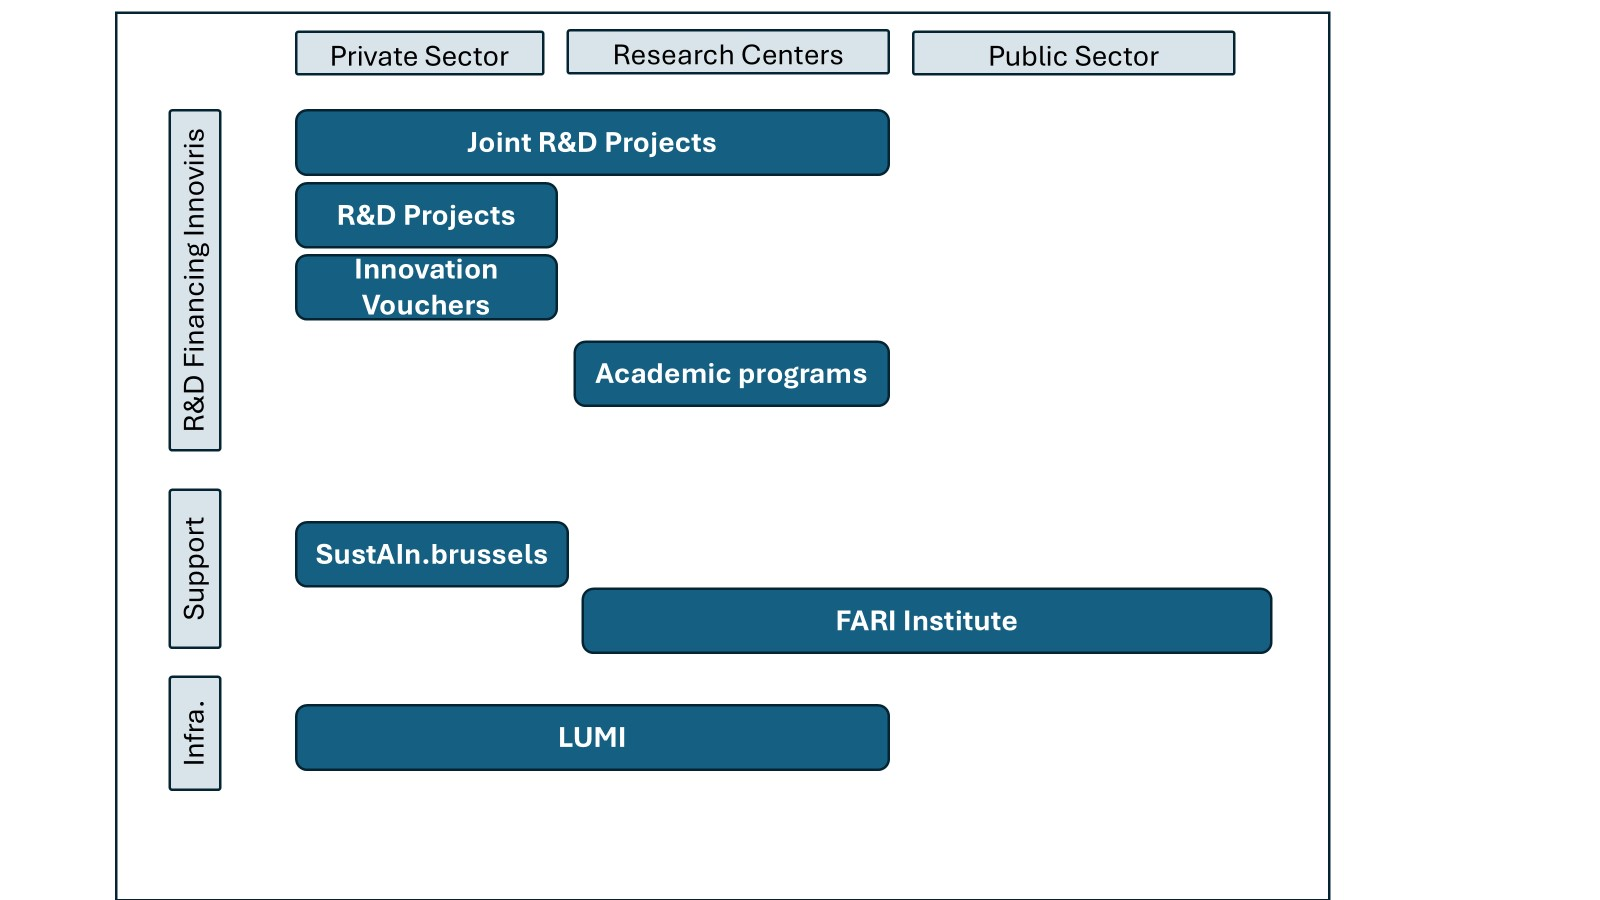 Private Sector
Research Centers
Public Sector
R&D Financing Innoviris
Joint R&D Projects
R&D Projects
Innovation
Vouchers
Academic programs
Support
SustAIn.brussels
FARI Institute
Infra.
LUMI